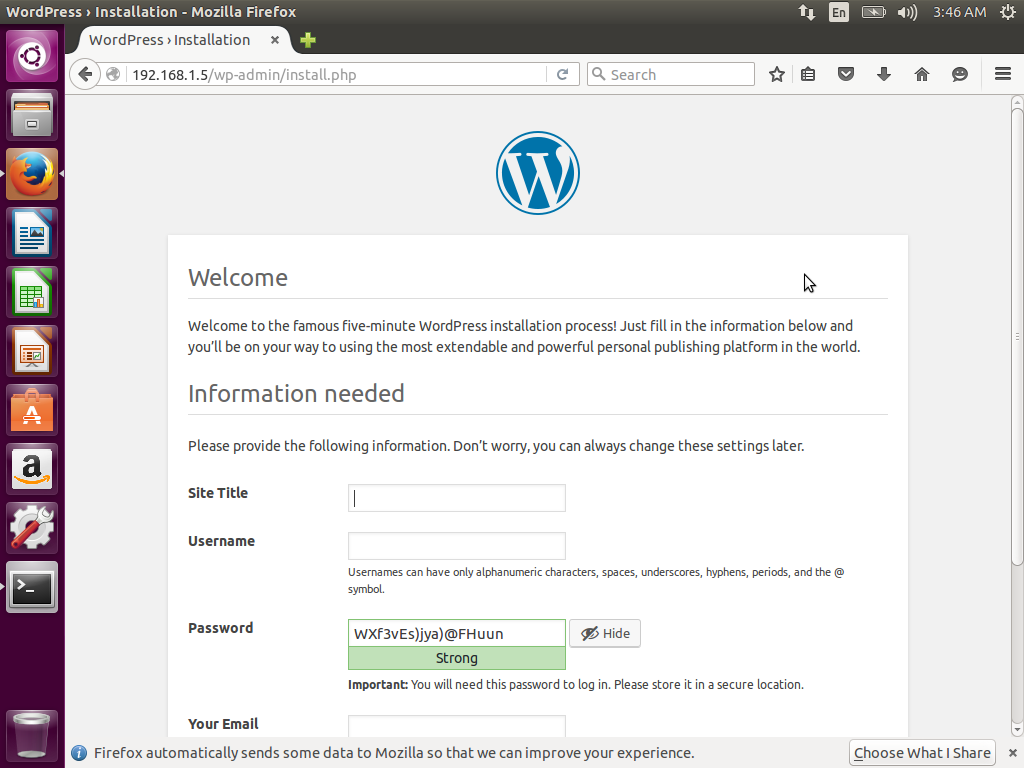 WordPress › Installation - Mozilla Firefox
En
3:46 AM
WordPress › Installation
192.168.1.5/wp-admin/install.php
Search
Welcome
Welcome to the famous five-minute WordPress installation process! Just fill in the information below and
you’ll be on your way to using the most extendable and powerful personal publishing platform in the world.
Information needed
Please provide the following information. Don’t worry, you can always change these settings later.
Site Title
Username
Usernames can have only alphanumeric characters, spaces, underscores, hyphens, periods, and the @
symbol.
Password
WXf3vEs)jya)@FHuun
Hide
Strong
Important: You will need this password to log in. Please store it in a secure location.
Your Email
Firefox automatically sends some data to Mozilla so that we can improve your experience.
Choose What I Share